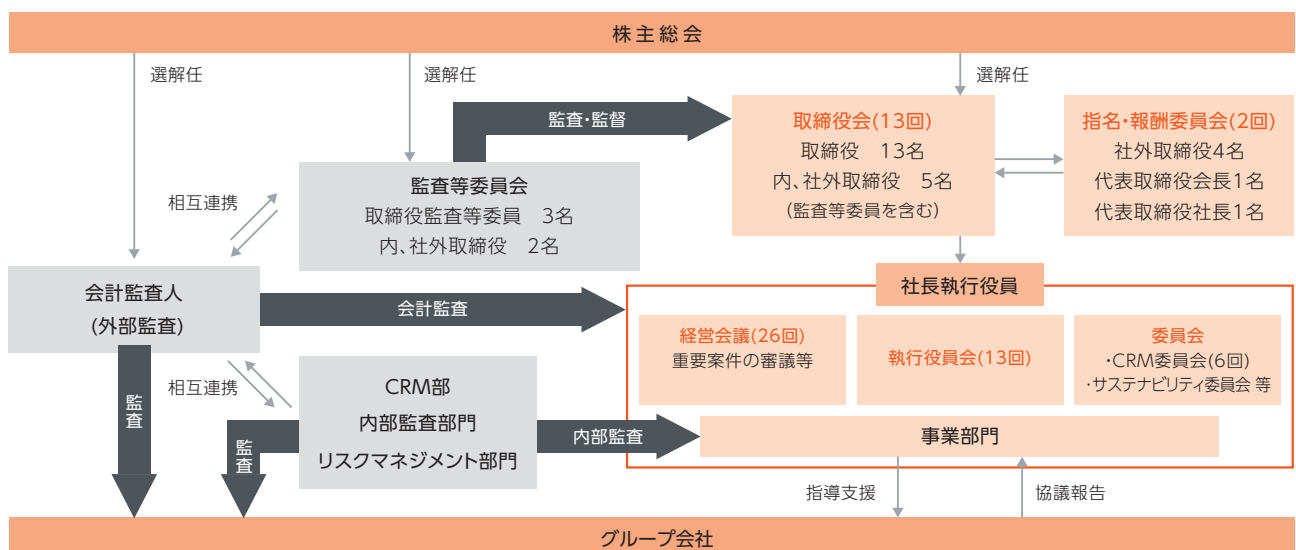 株主総会
選解任
選解任
選解任
監査・監督
取締役会(13回)
取締役　13名
内、社外取締役　5名
(監査等委員を含む)
指名・報酬委員会(2回)
社外取締役4名
代表取締役会長1名
代表取締役社長1名
監査等委員会
取締役監査等委員　3名
内、社外取締役　2名
相互連携
会計監査人
(外部監査)
会計監査
社長執行役員
経営会議(26回)
重要案件の審議等
執行役員会(13回)
委員会
・CRM委員会(6回)
・サステナビリティ委員会 等
相互連携
CRM部
内部監査部門
リスクマネジメント部門
監査
監査
内部監査
事業部門
指導支援
協議報告
グループ会社